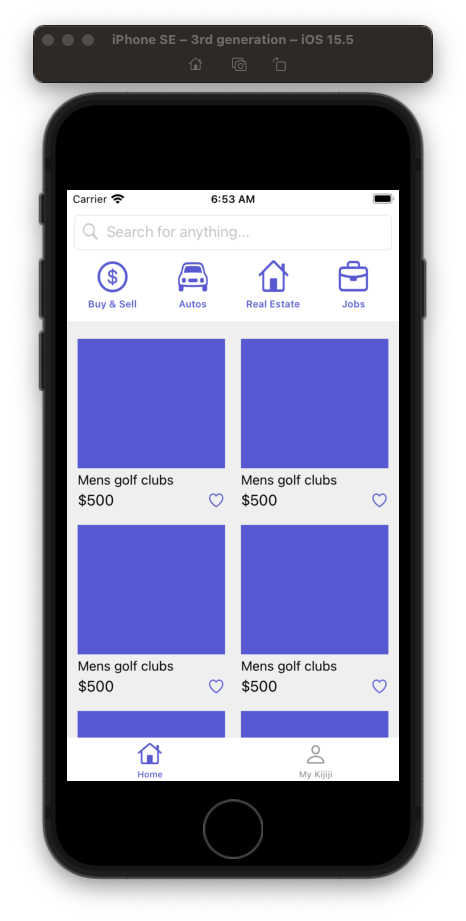 iPhone SE – 3rd generation – iOS 15.5
Carrier 6:53 AM
Search for anything...
Buy & Sell Autos Real Estate Jobs
Mens golf clubs Mens golf clubs
$500 $500
Mens golf clubs Mens golf clubs
$500 $500
Home My Kijiji